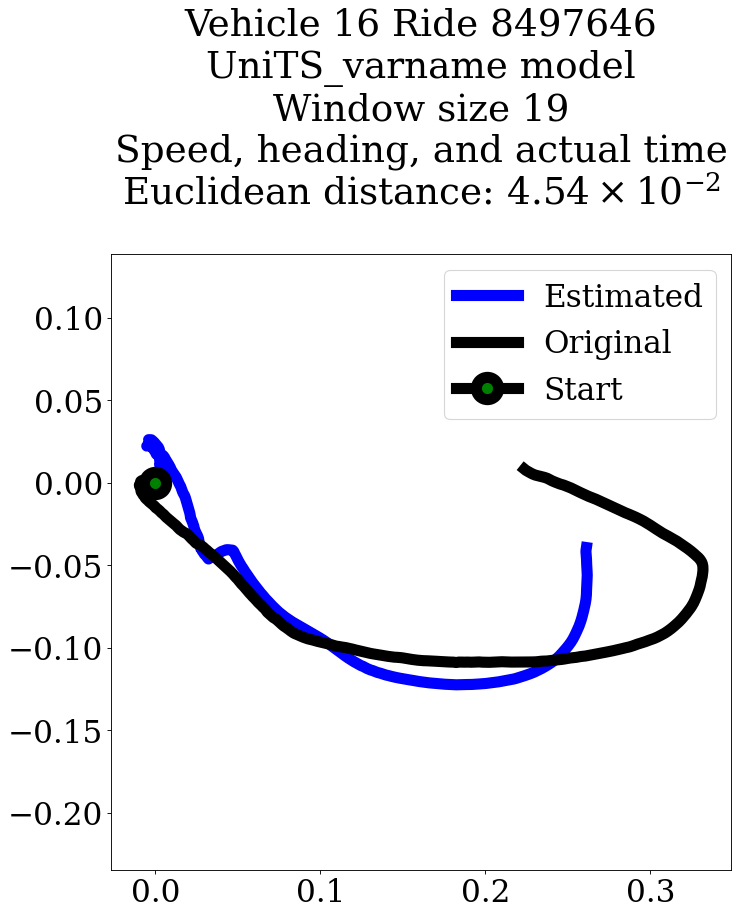 Vehicle 16 Ride 8497646
UniTS_varname model
Window size 19
Speed, heading, and actual time
Euclidean distance: 4.54 × 10⁻²
Estimated
Original
Start
0.10
0.05
0.00
−0.05
−0.10
−0.15
−0.20
0.0 0.1 0.2 0.3